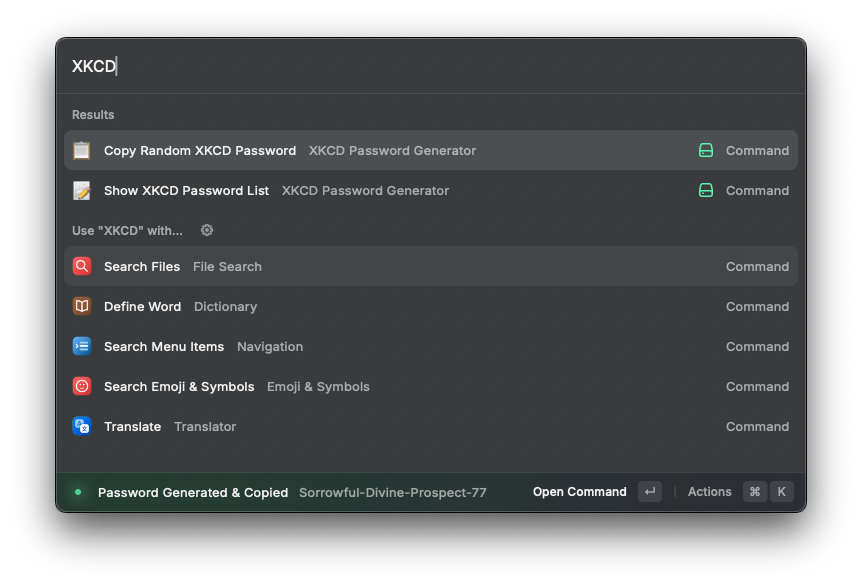 XKCD
Results
Copy Random XKCD Password XKCD Password Generator Command
Show XKCD Password List XKCD Password Generator Command
Use "XKCD" with...
Search Files File Search Command
Define Word Dictionary Command
Search Menu Items Navigation Command
Search Emoji & Symbols Emoji & Symbols Command
Translate Translator Command
Password Generated & Copied Sorrowful-Divine-Prospect-77 Open Command ↵ | Actions ⌘ K